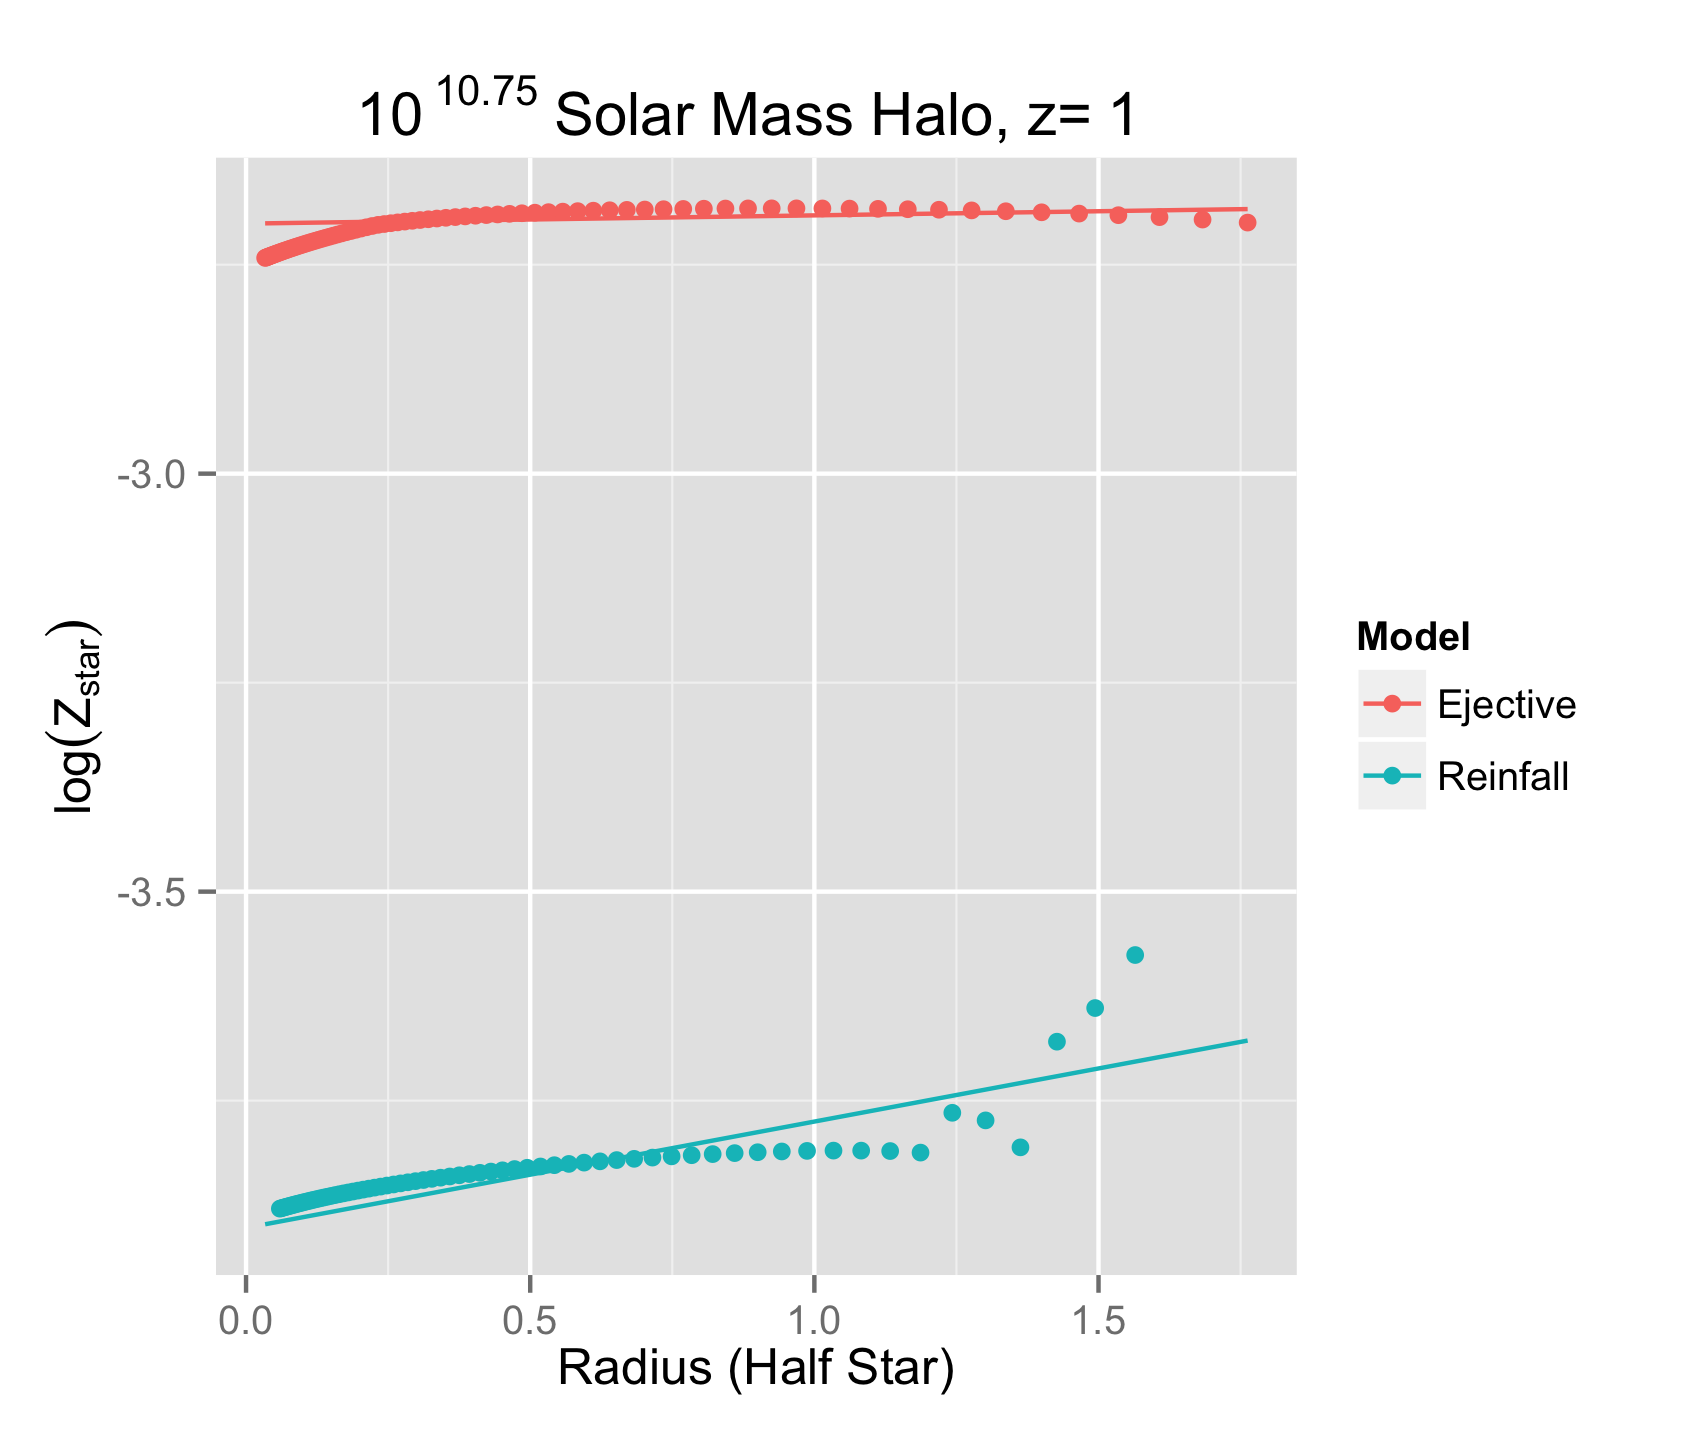 10 10.75 Solar Mass Halo, z= 1
log(Zstar)
-3.0
-3.5
0.0 0.5 1.0 1.5
Radius (Half Star)
Model
Ejective
Reinfall